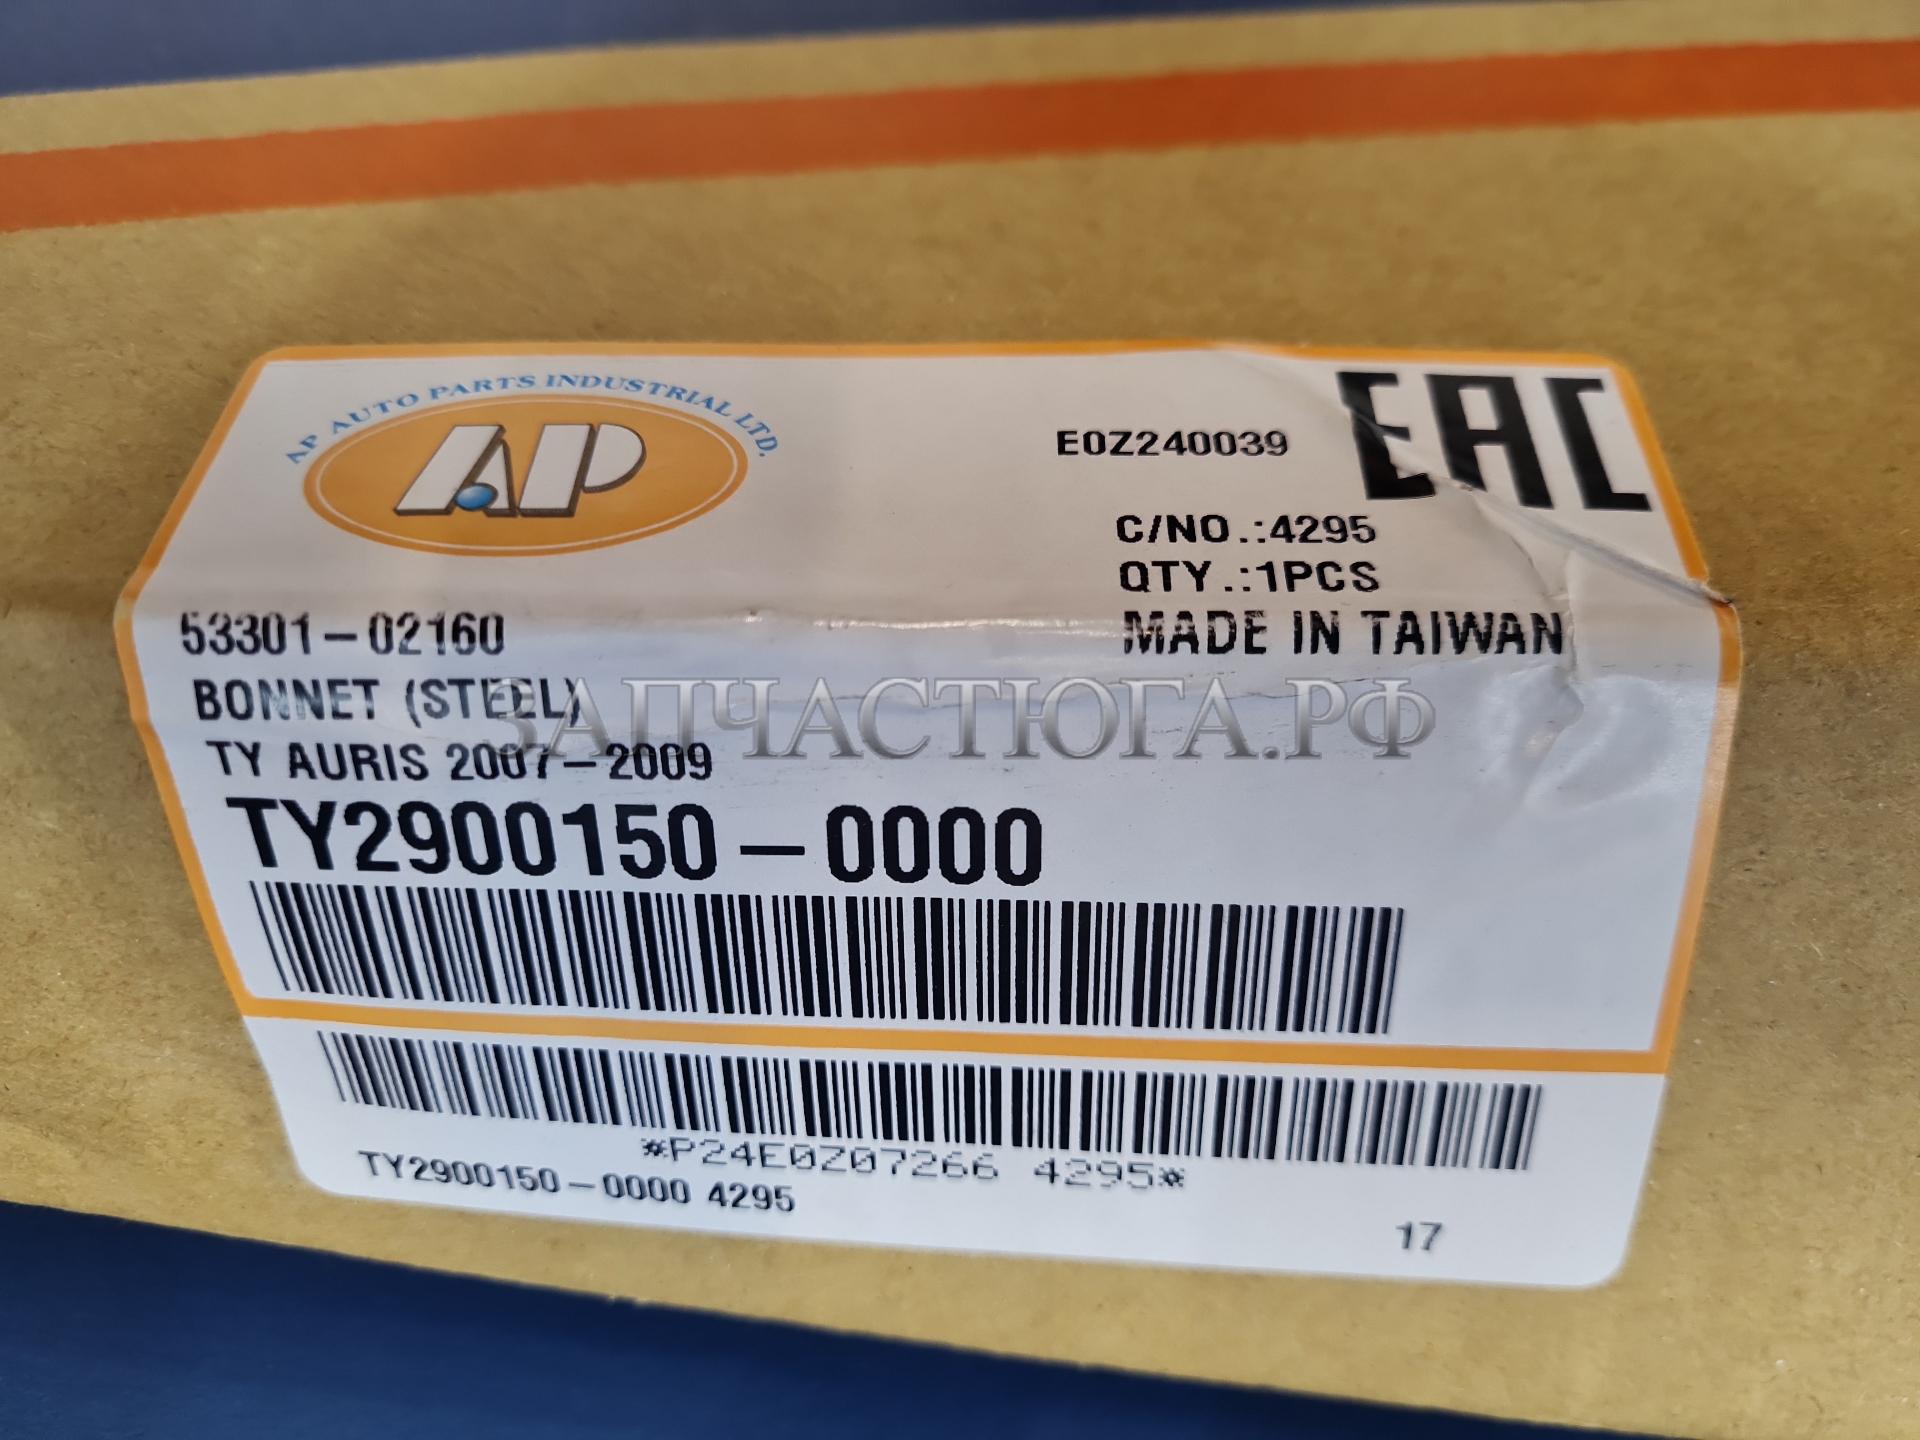 AP AUTO PARTS INDUSTRIAL LTD.
AP
E0Z240039
EAC
C/NO.:4295
QTY.:1PCS
MADE IN TAIWAN
53301-02160
BONNET (STEEL)
ЗАПЧАСТЮГА.РФ
TY AURIS 2007-2009
TY2900150-0000
*P24E0Z07266 4295*
TY2900150-0000 4295
17